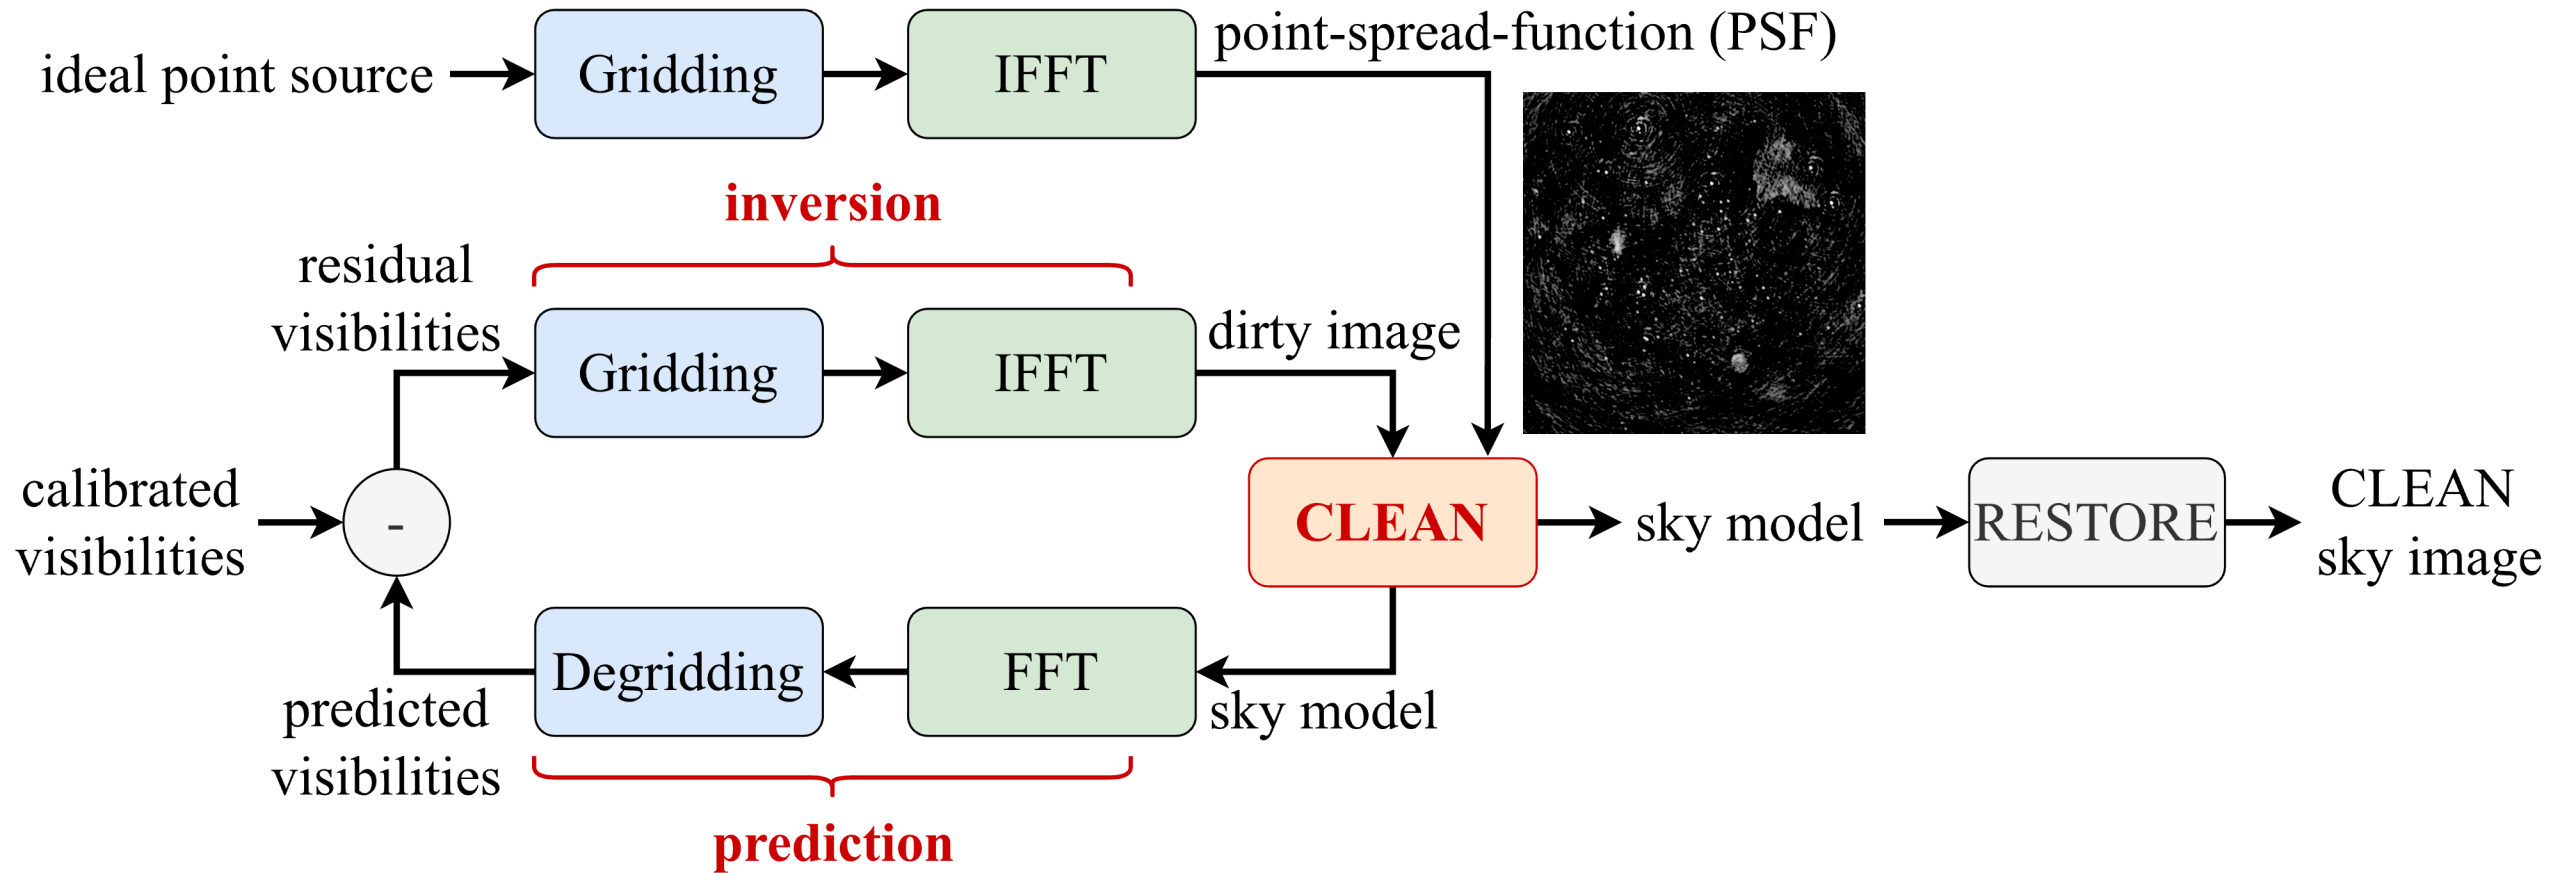 ideal point source
Gridding
IFFT
point-spread-function (PSF)
inversion
residual
visibilities
Gridding
IFFT
dirty image
calibrated
visibilities
-
CLEAN
sky model
RESTORE
CLEAN
sky image
Degridding
FFT
sky model
predicted
visibilities
prediction